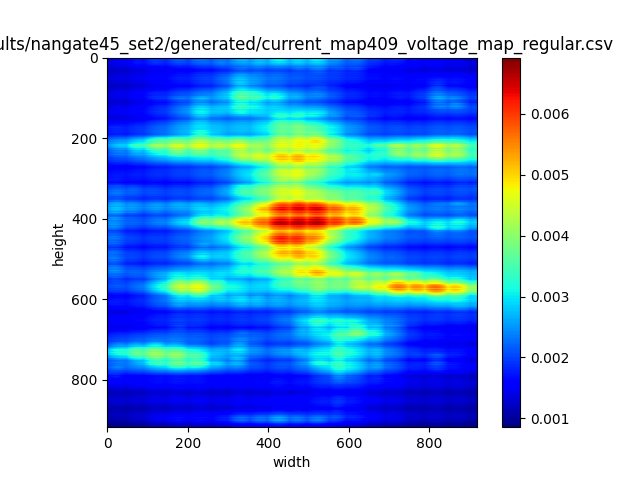 ults/nangate45_set2/generated/current_map409_voltage_map_regular.csv
0
200
400
600
800
height
0 200 400 600 800
width
0.006
0.005
0.004
0.003
0.002
0.001